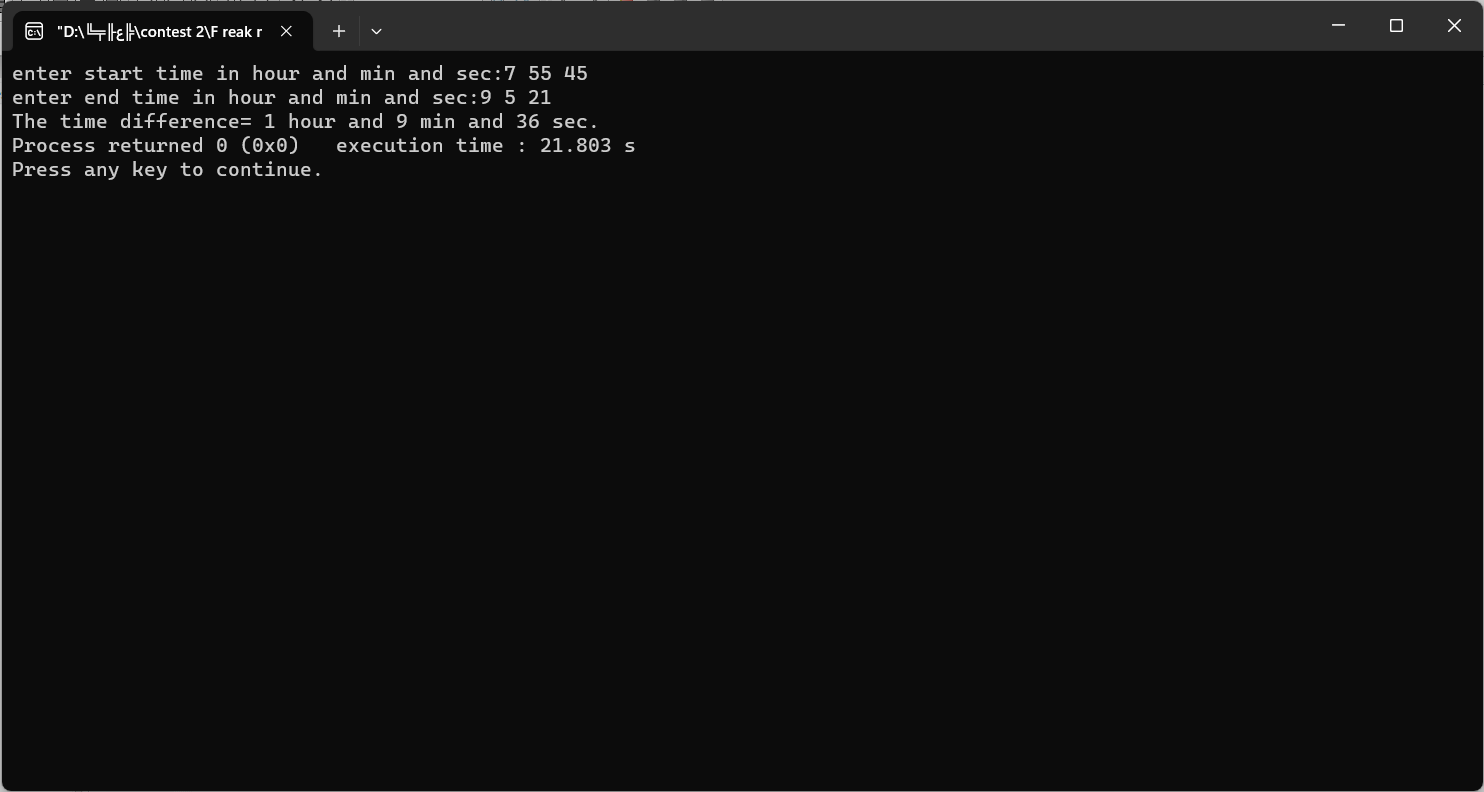 "D:\╚╤╟ع╟\contest 2\F reak r
enter start time in hour and min and sec:7 55 45
enter end time in hour and min and sec:9 5 21
The time difference= 1 hour and 9 min and 36 sec.
Process returned 0 (0x0)   execution time : 21.803 s
Press any key to continue.